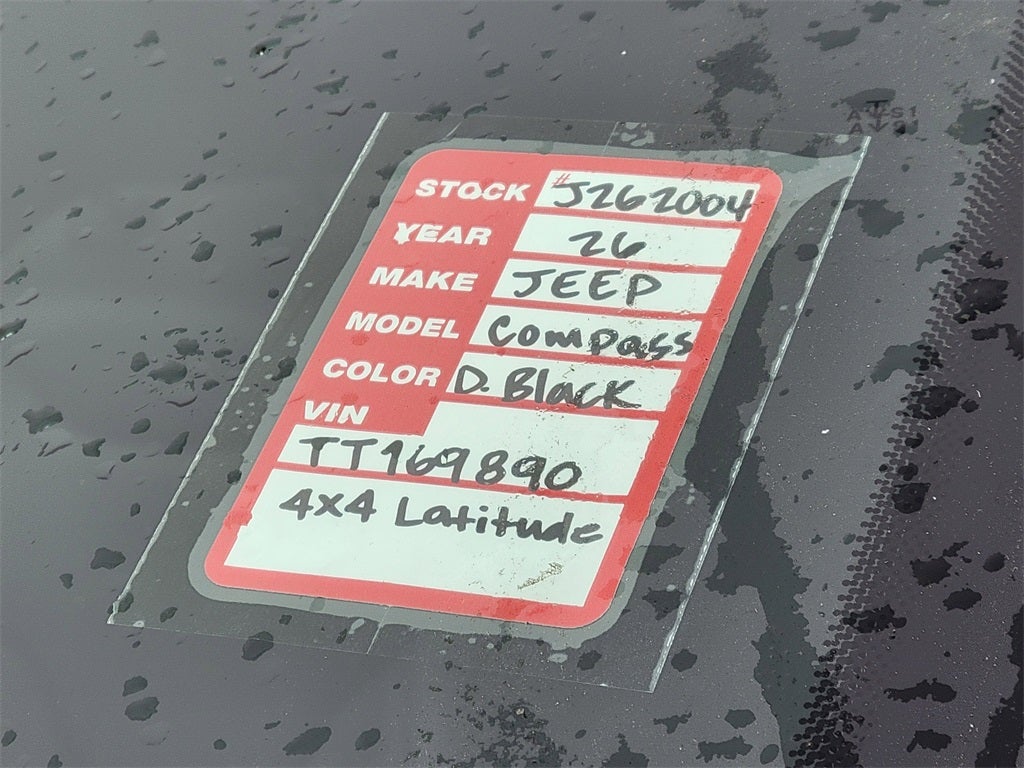 STOCK #J262004
YEAR 26
MAKE JEEP
MODEL Compass
COLOR D. Black
VIN
TT169890
4x4 Latitude